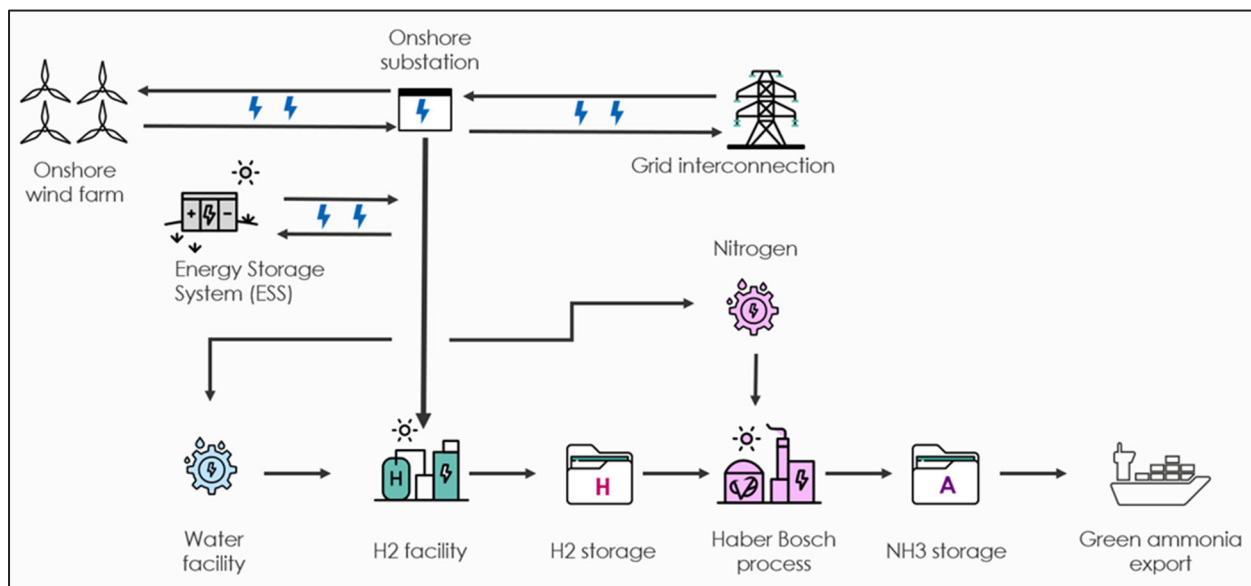 Onshore
substation
Onshore
wind farm
Grid interconnection
+ -
Energy Storage
System (ESS)
Nitrogen
H
H
A
Water
facility
H2 facility
H2 storage
Haber Bosch
process
NH3 storage
Green ammonia
export